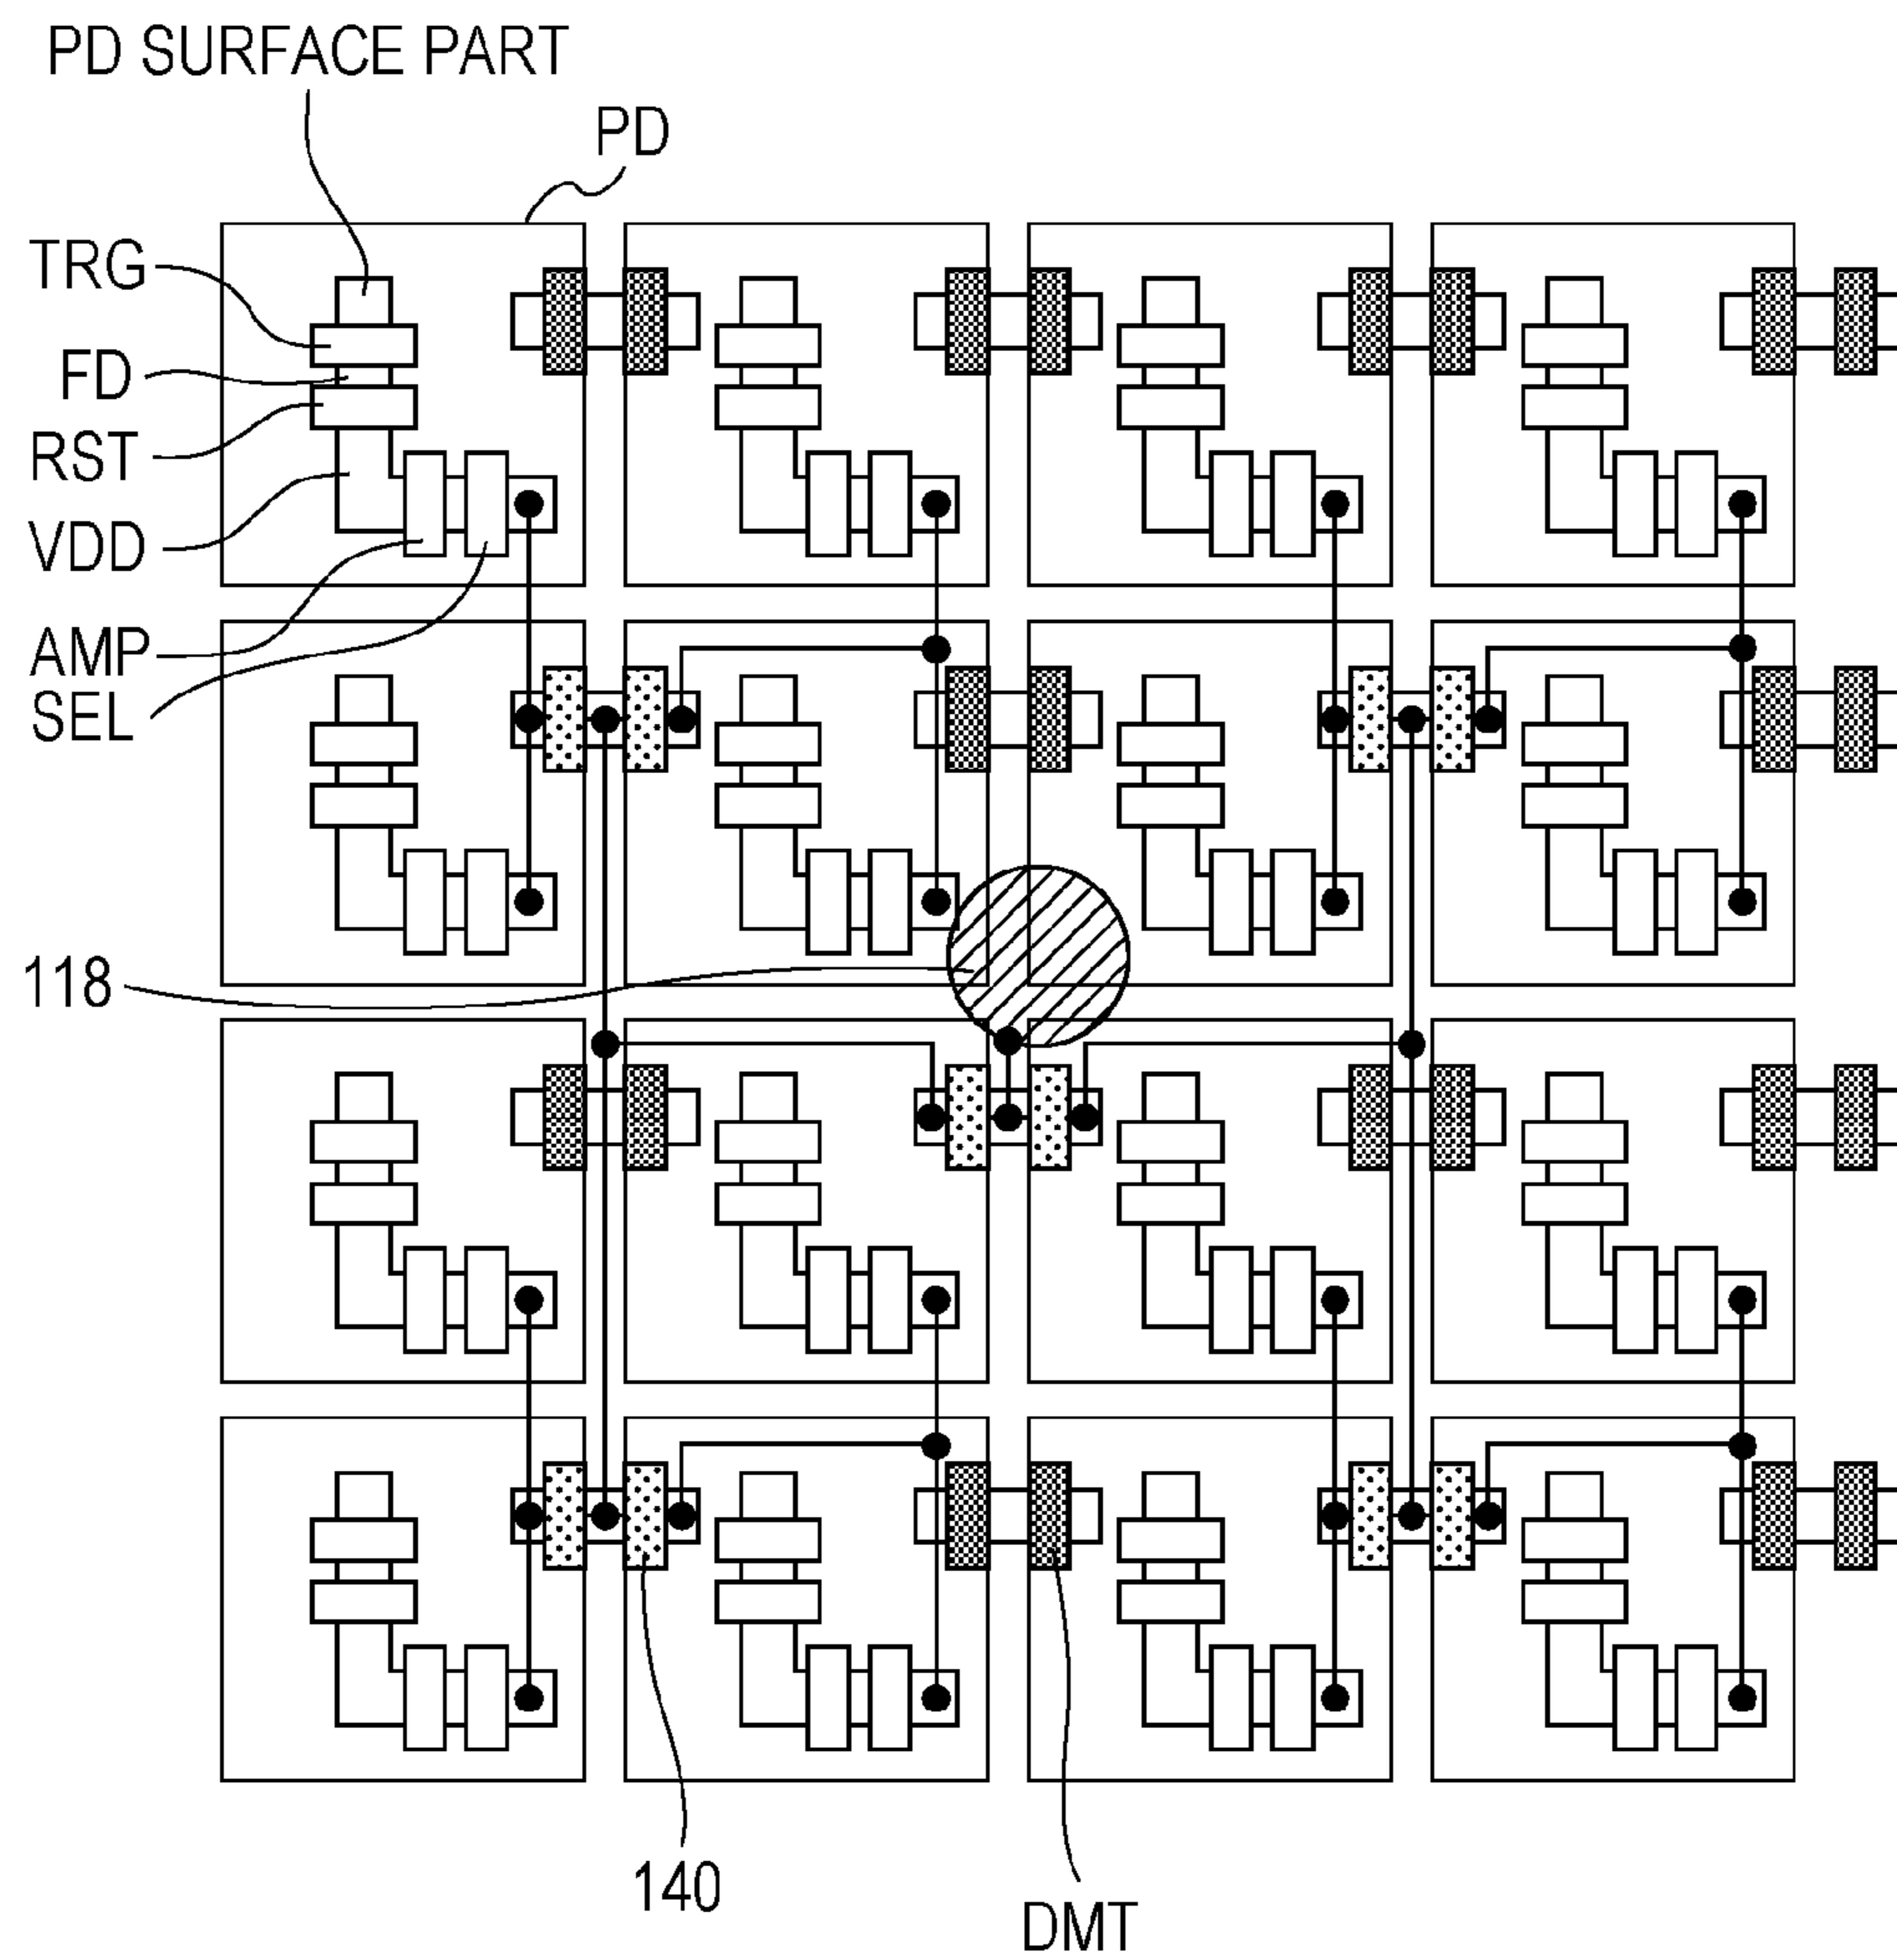 PD SURFACE PART
PD
TRG
FD
RST
VDD
AMP
SEL
118
140
DMT